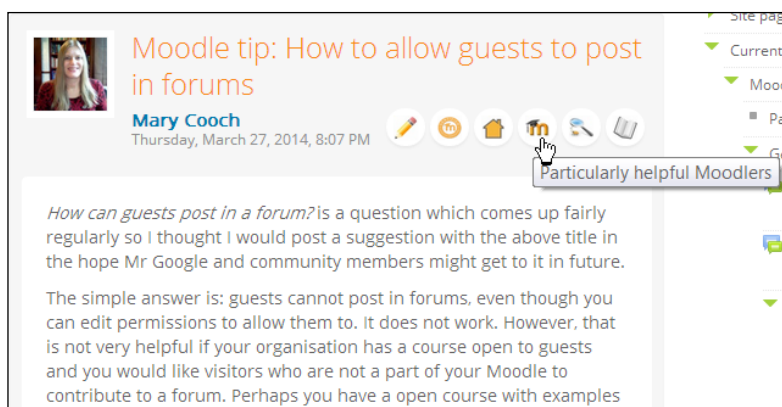 Moodle tip: How to allow guests to post
in forums
Mary Cooch
Thursday, March 27, 2014, 8:07 PM
Particularly helpful Moodlers
How can guests post in a forum? is a question which comes up fairly
regularly so I thought I would post a suggestion with the above title in
the hope Mr Google and community members might get to it in future.
The simple answer is: guests cannot post in forums, even though you
can edit permissions to allow them to. It does not work. However, that
is not very helpful if your organisation has a course open to guests
and you would like visitors who are not a part of your Moodle to
contribute to a forum. Perhaps you have a open course with examples
Site pag
Current
Mood
Pa